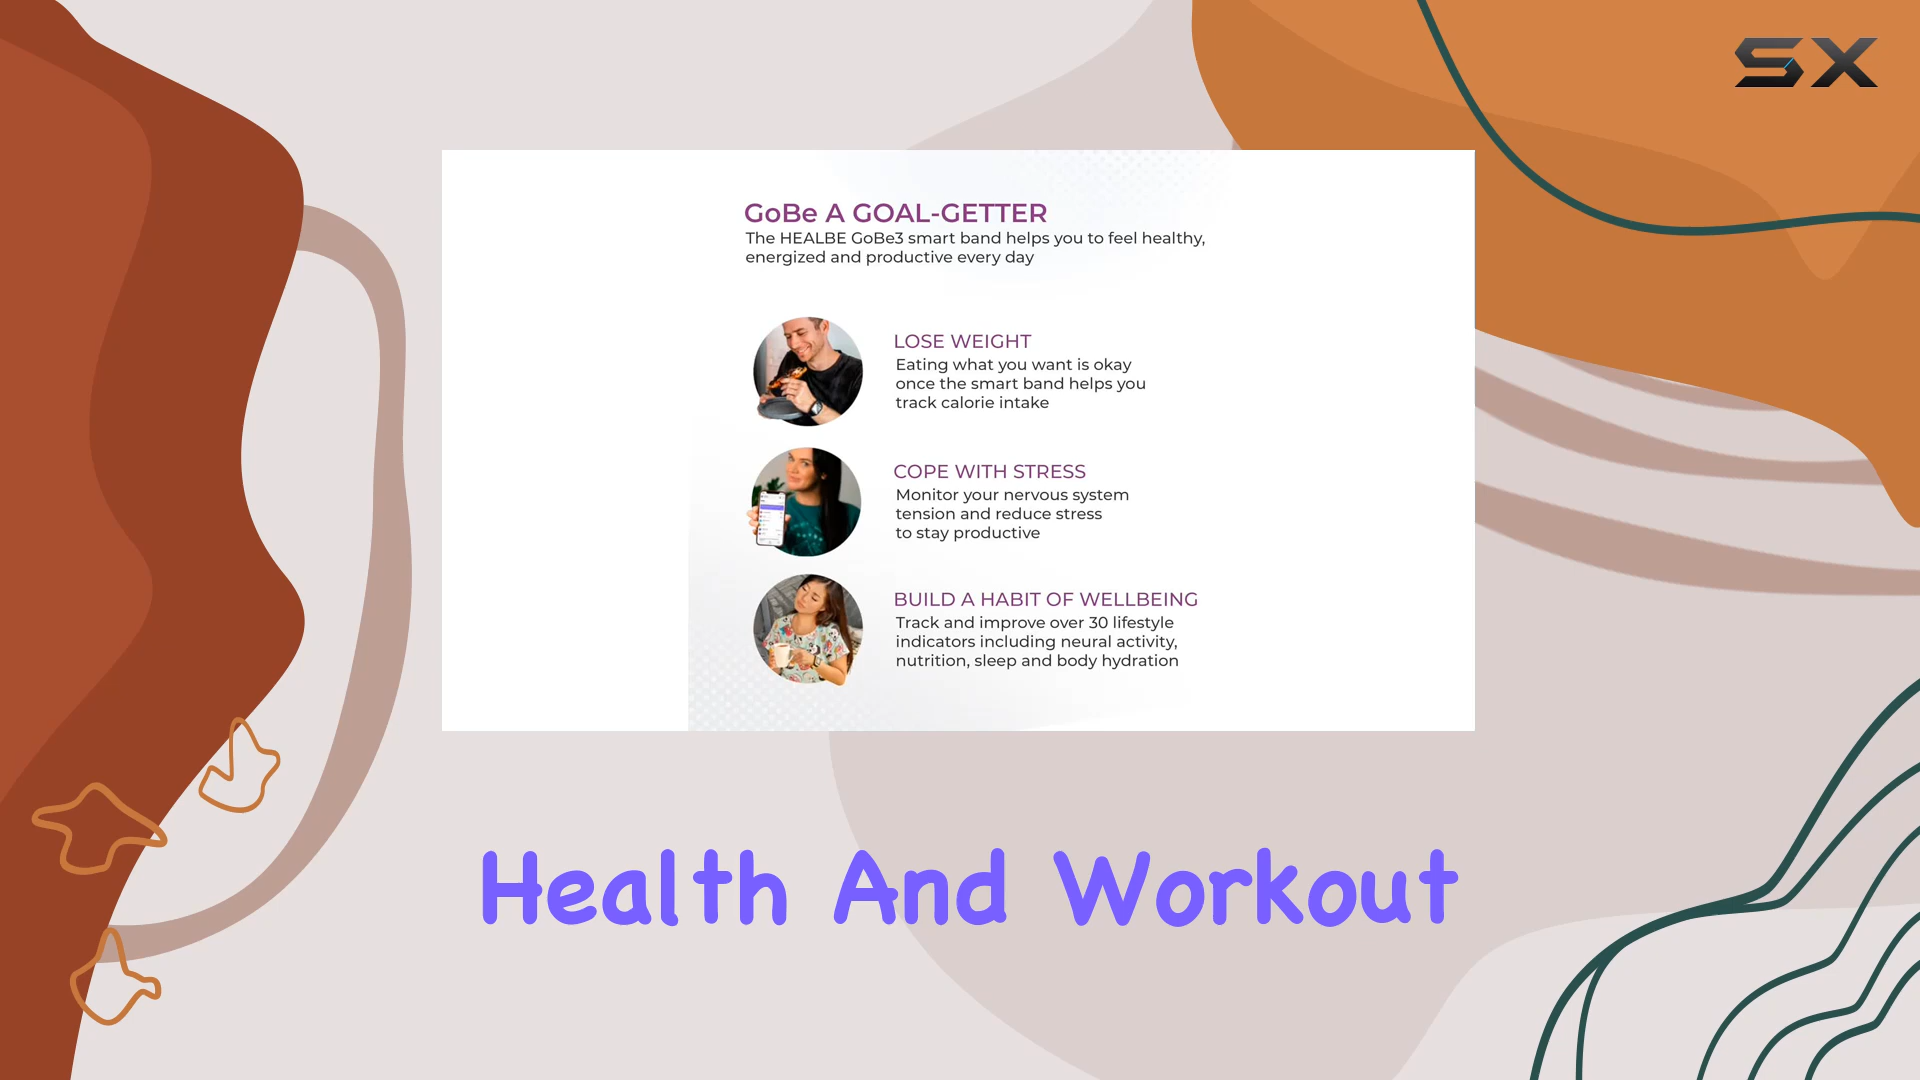 SX
GoBe A GOAL-GETTER
The HEALBE GoBe3 smart band helps you to feel healthy,
energized and productive every day
LOSE WEIGHT
Eating what you want is okay
once the smart band helps you
track calorie intake
COPE WITH STRESS
Monitor your nervous system
tension and reduce stress
to stay productive
BUILD A HABIT OF WELLBEING
Track and improve over 30 lifestyle
indicators including neural activity,
nutrition, sleep and body hydration
Health And Workout